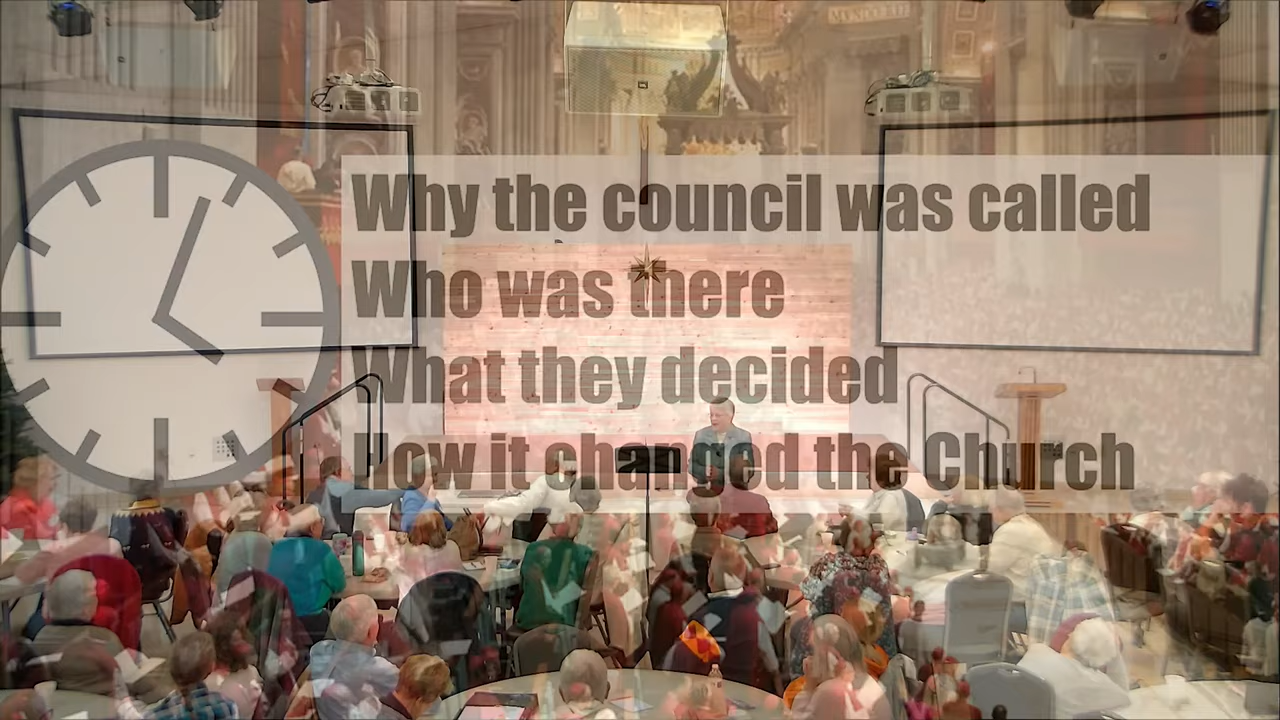 Why the council was called
Who was there
What they decided
How it changed the Church